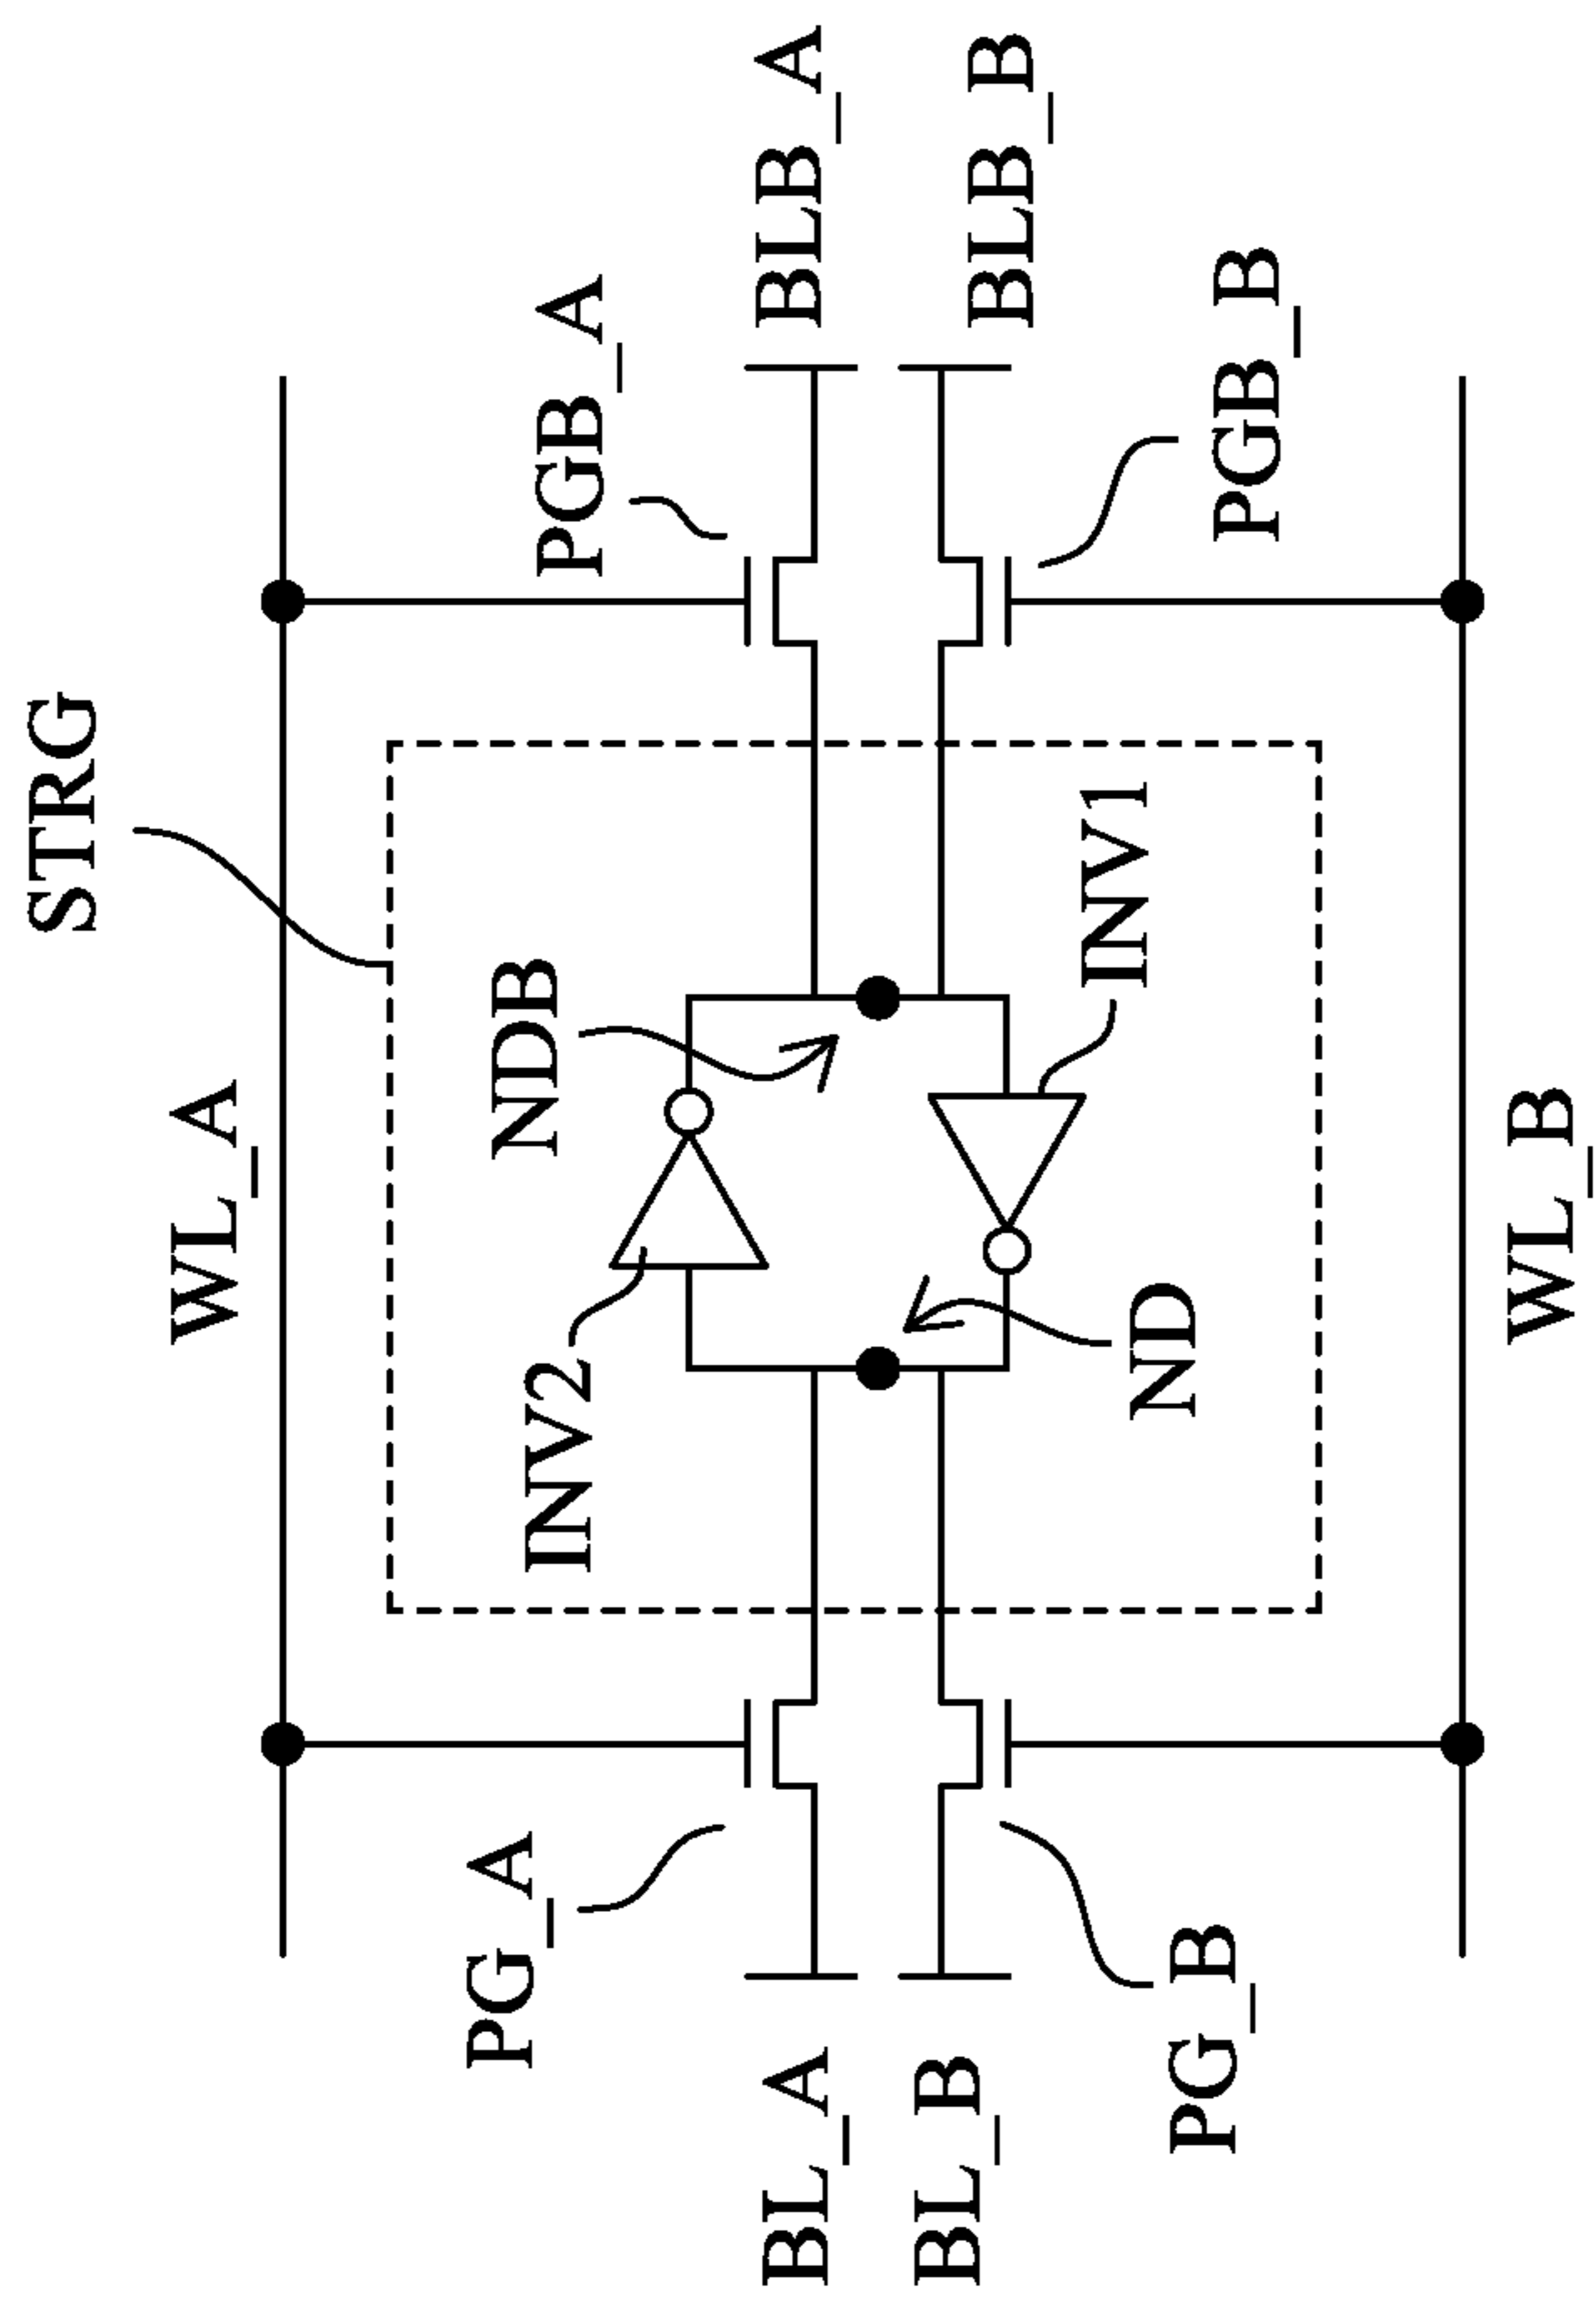 STRG
WL_A
PG_A
PGB_A
INV2
NDB
BL_A
BLB_A
BL_B
BLB_B
ND
INV1
PG_B
PGB_B
WL_B